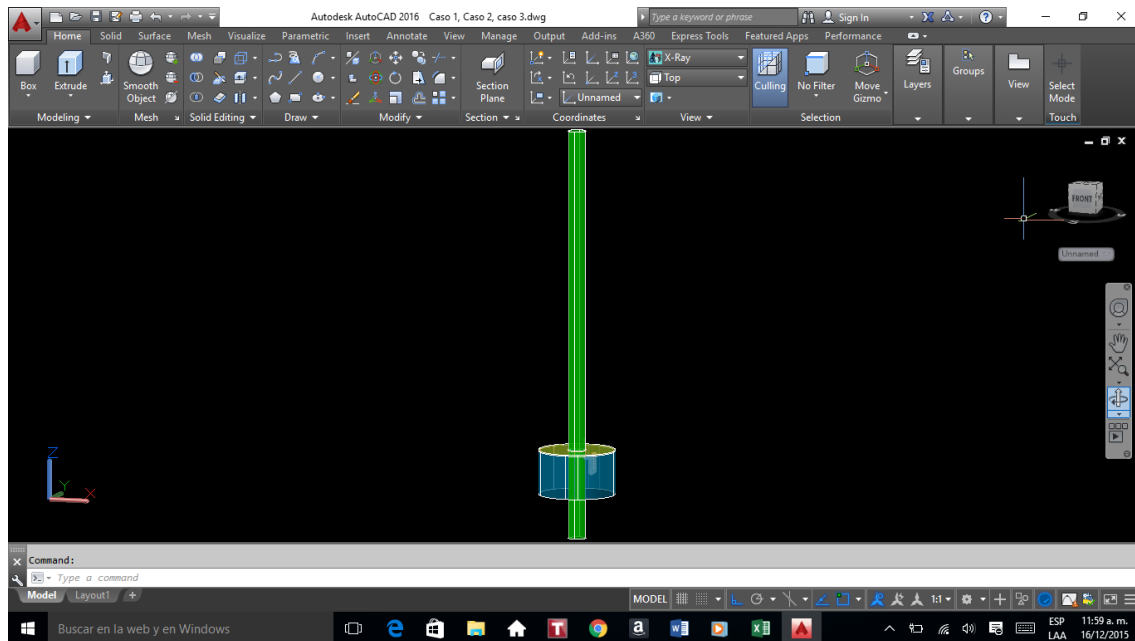 Autodesk AutoCAD 2016 Caso 1, Caso 2, caso 3.dwg
Type a keyword or phrase
Sign In
Home Solid Surface Mesh Visualize Parametric Insert Annotate View Manage Output Add-ins A360 Express Tools Featured Apps Performance
Box Extrude Smooth Object Section Plane X-Ray Top Unnamed Culling No Filter Move Gizmo Layers Groups View Select Mode
Modeling Mesh Solid Editing Draw Modify Section Coordinates View Selection Touch
FRONT
Unnamed
Z
Y
X
Command:
Type a command
Model Layout1 +
MODEL 1:1
Buscar en la web y en Windows
ESP 11:59 a. m.
LAA 16/12/2015